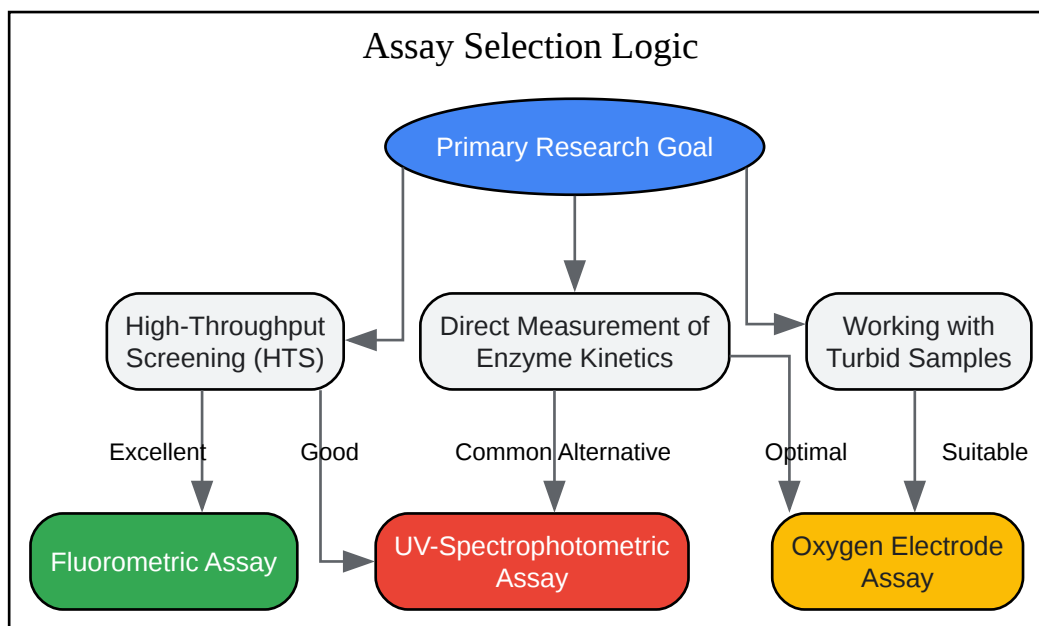 Assay Selection Logic
Primary Research Goal
High-Throughput
Screening (HTS)
Direct Measurement of
Enzyme Kinetics
Working with
Turbid Samples
Excellent
Good
Common Alternative
Optimal
Suitable
Fluorometric Assay
UV-Spectrophotometric
Assay
Oxygen Electrode
Assay